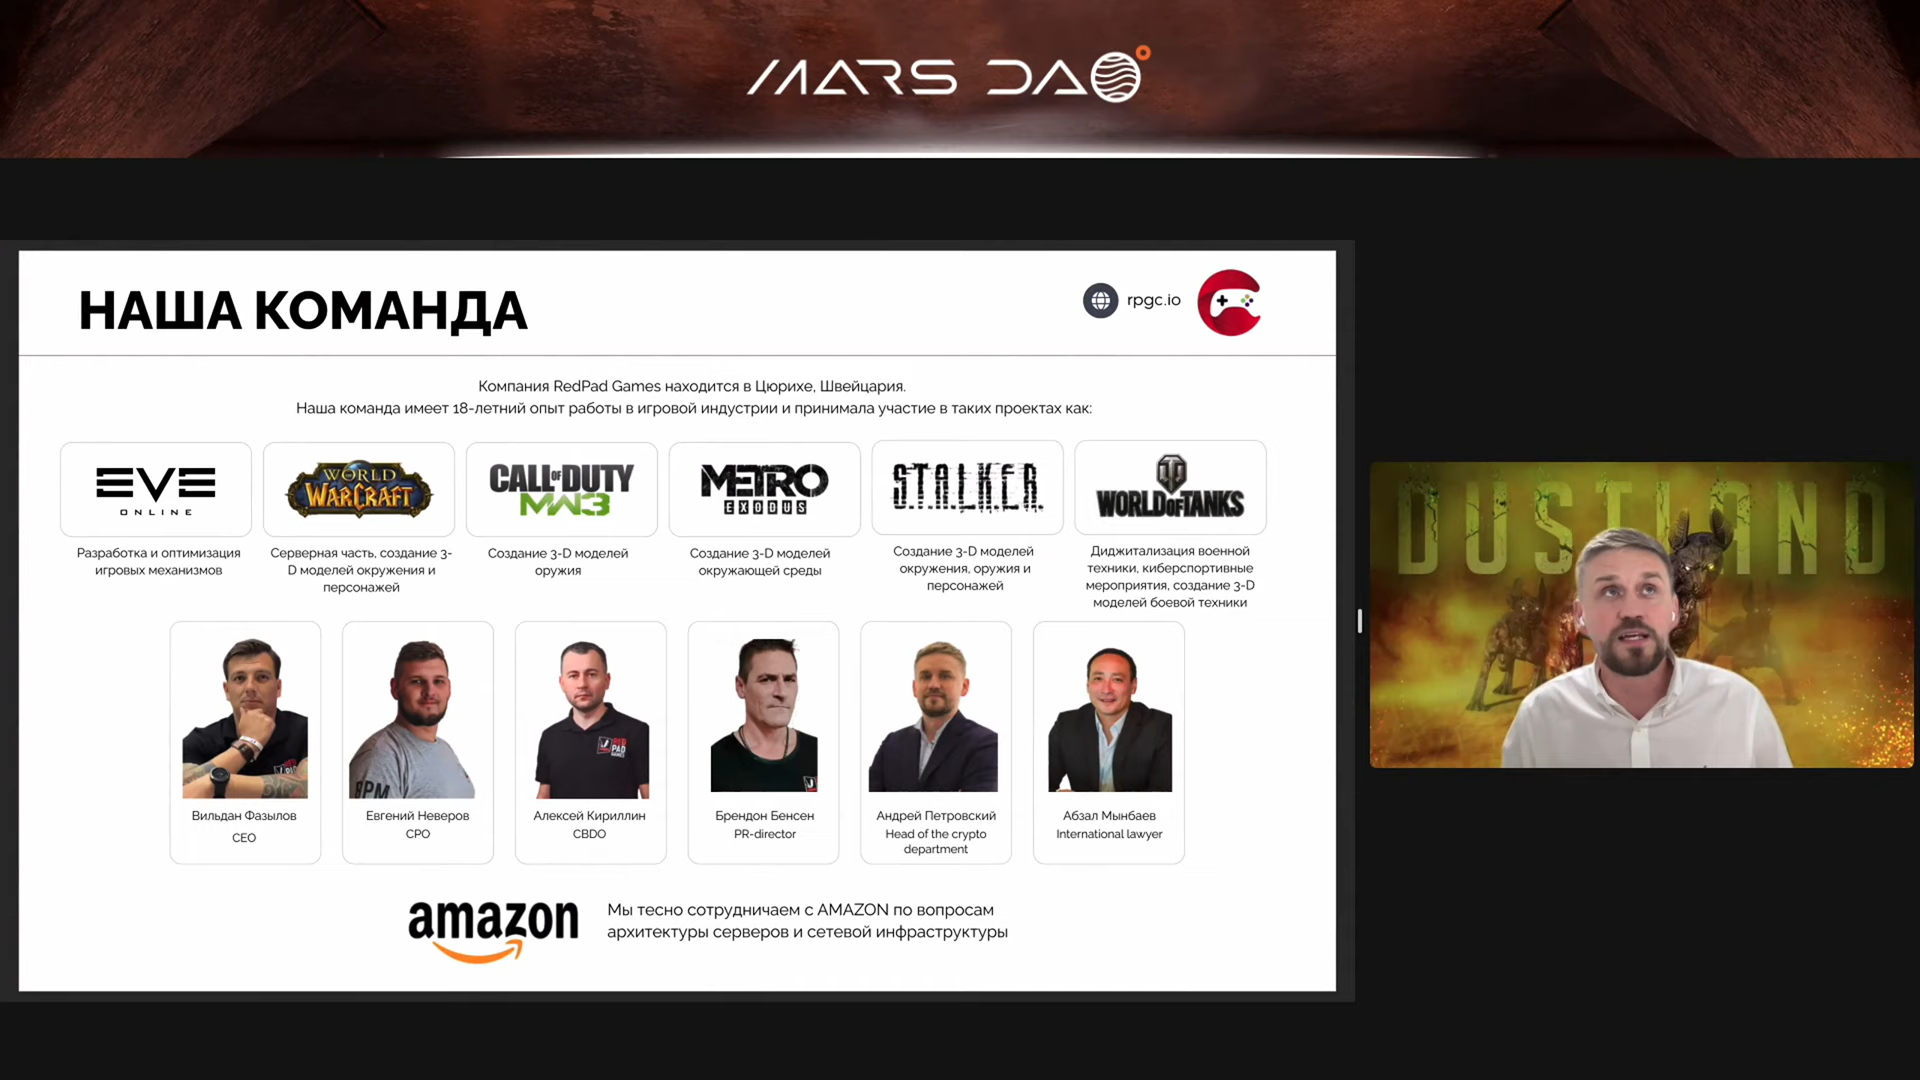 MARS DAO
НАША КОМАНДА
rpgc.io
Компания RedPad Games находится в Цюрихе, Швейцария.
Наша команда имеет 18-летний опыт работы в игровой индустрии и принимала участие в таких проектах как:
EVE
ONLINE
Разработка и оптимизация
игровых механизмов
WORLD
OF
WARCRAFT
Серверная часть, создание 3-
D моделей окружения и
персонажей
CALL OF DUTY
MW3
Создание 3-D моделей
оружия
METRO
EXODUS
Создание 3-D моделей
окружающей среды
S.T.A.L.K.E.R.
Создание 3-D моделей
окружения, оружия и
персонажей
WORLD OF TANKS
Диджитализация военной
техники, киберспортивные
мероприятия, создание 3-D
моделей боевой техники
DUSTLAND
RED
PAD
GAMES
BPM
Вильдан Фазылов
CEO
Евгений Неверов
CPO
Алексей Кириллин
CBDO
Брендон Бенсен
PR-director
Андрей Петровский
Head of the crypto
department
Абзал Мынбаев
International lawyer
amazon
Мы тесно сотрудничаем с AMAZON по вопросам
архитектуры серверов и сетевой инфраструктуры